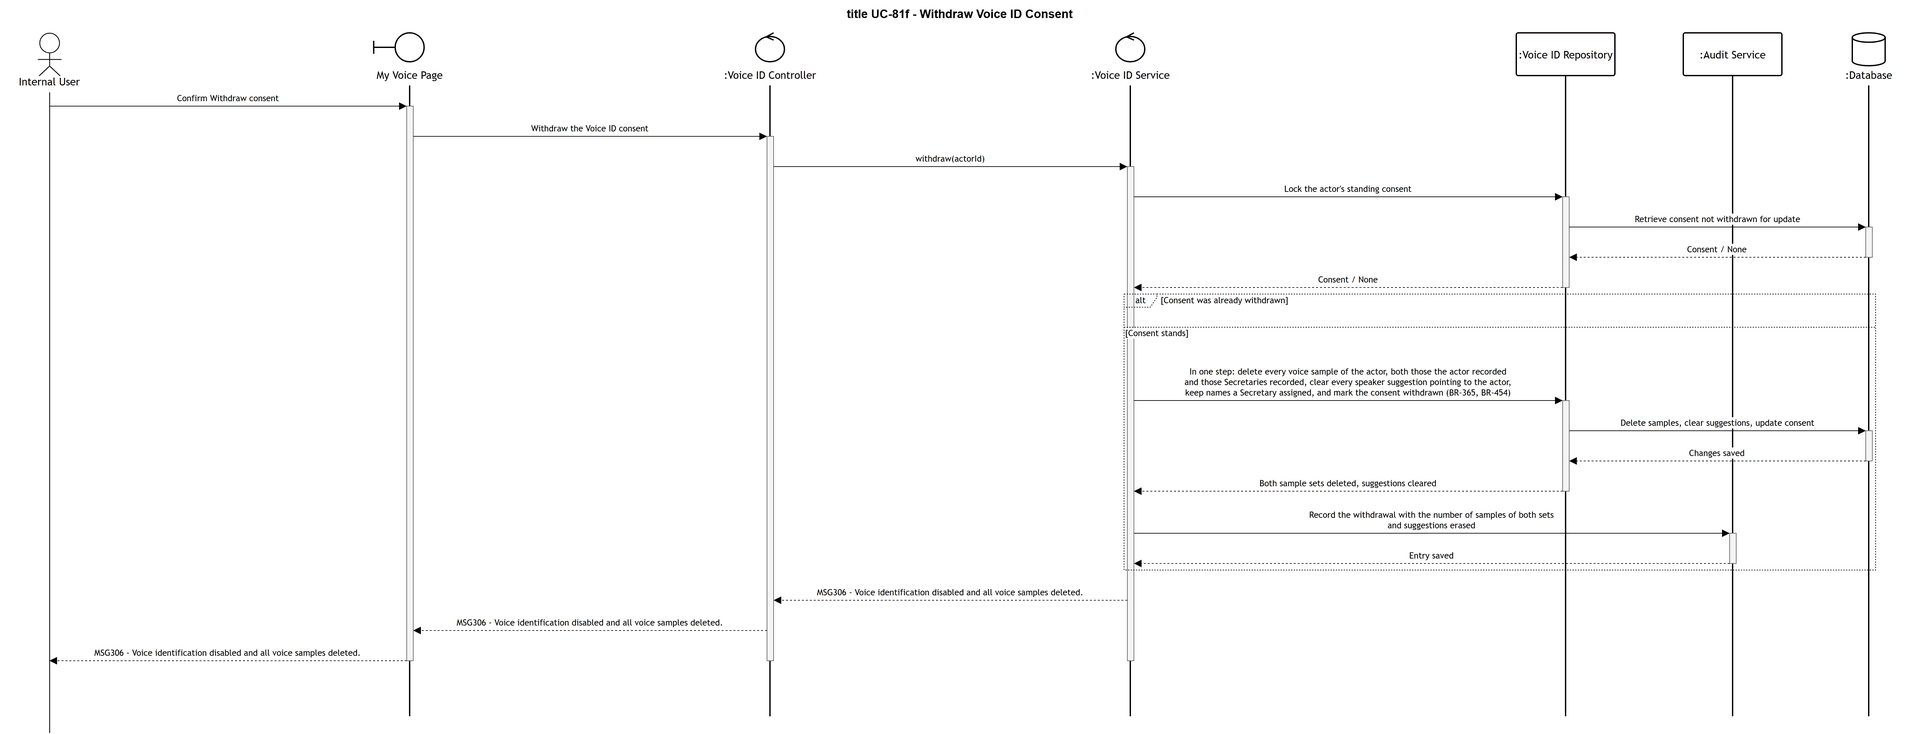 title UC-81f - Withdraw Voice ID Consent
Internal User
My Voice Page
:Voice ID Controller
:Voice ID Service
:Voice ID Repository
:Audit Service
:Database
Confirm Withdraw consent
Withdraw the Voice ID consent
withdraw(actorId)
Lock the actor's standing consent
Retrieve consent not withdrawn for update
Consent / None
Consent / None
alt
[Consent was already withdrawn]
[Consent stands]
In one step: delete every voice sample of the actor, both those the actor recorded
and those Secretaries recorded, clear every speaker suggestion pointing to the actor,
keep names a Secretary assigned, and mark the consent withdrawn (BR-365, BR-454)
Delete samples, clear suggestions, update consent
Changes saved
Both sample sets deleted, suggestions cleared
Record the withdrawal with the number of samples of both sets
and suggestions erased
Entry saved
MSG306 - Voice identification disabled and all voice samples deleted.
MSG306 - Voice identification disabled and all voice samples deleted.
MSG306 - Voice identification disabled and all voice samples deleted.